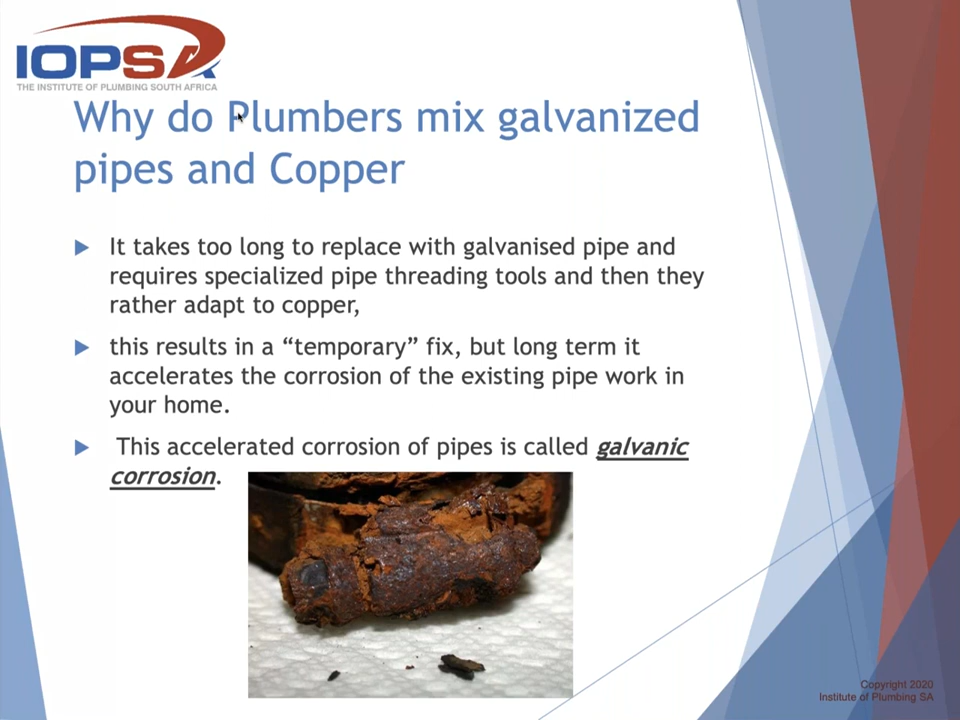 IOPSA
THE INSTITUTE OF PLUMBING SOUTH AFRICA
Why do Plumbers mix galvanized
pipes and Copper
It takes too long to replace with galvanised pipe and
requires specialized pipe threading tools and then they
rather adapt to copper,
this results in a “temporary” fix, but long term it
accelerates the corrosion of the existing pipe work in
your home.
This accelerated corrosion of pipes is called galvanic
corrosion.
Copyright 2020
Institute of Plumbing SA